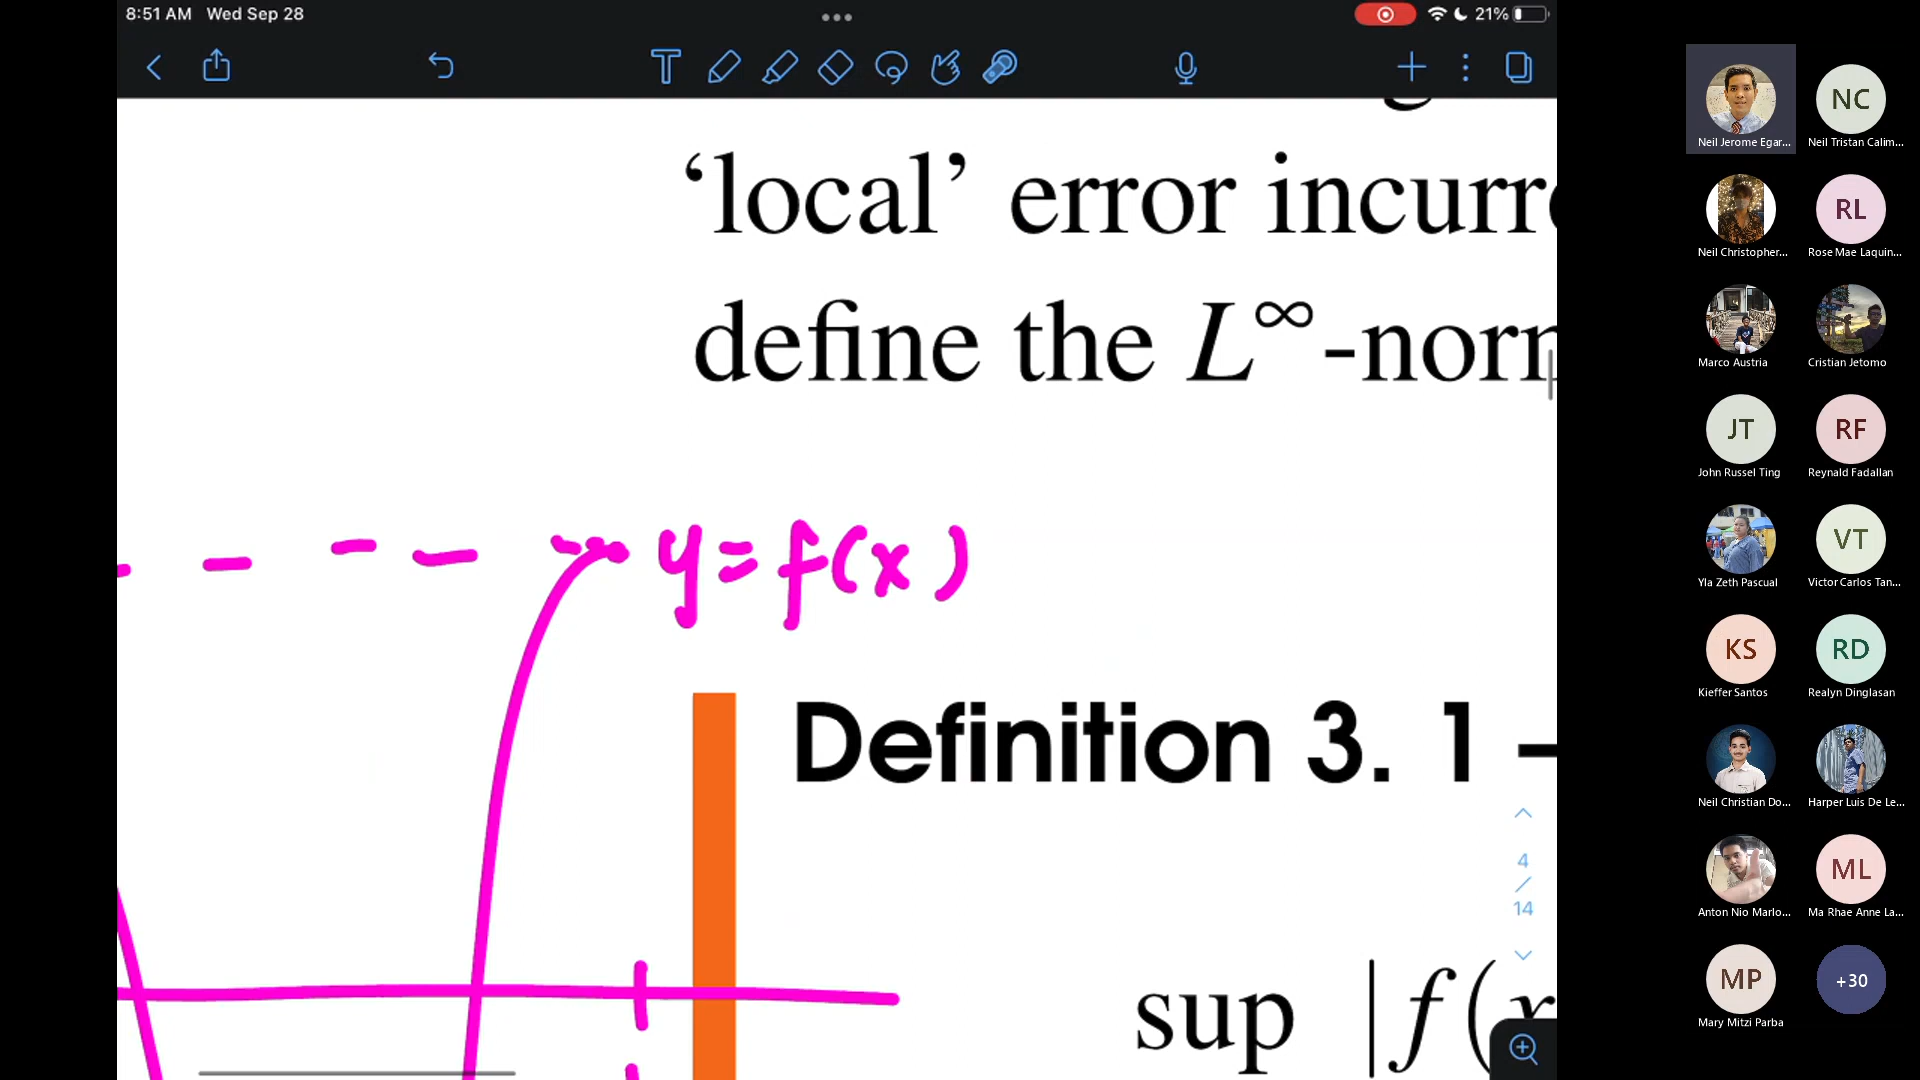 8:51 AM Wed Sep 28
21%
‘local’ error
define the L∞
y = f(x)
Definition 3. 1 –
sup |f(x
4
/
14
Neil Jerome Egar...
NC
Neil Tristan Calim...
Neil Christopher...
RL
Rose Mae Laquin...
Marco Austria
Cristian Jetomo
JT
John Russel Ting
RF
Reynald Fadallan
Yla Zeth Pascual
VT
Victor Carlos Tan...
KS
Kieffer Santos
RD
Realyn Dinglasan
Neil Christian Do...
Harper Luis De Le...
Anton Nio Marlo...
ML
Ma Rhae Anne La...
MP
Mary Mitzi Parba
+30